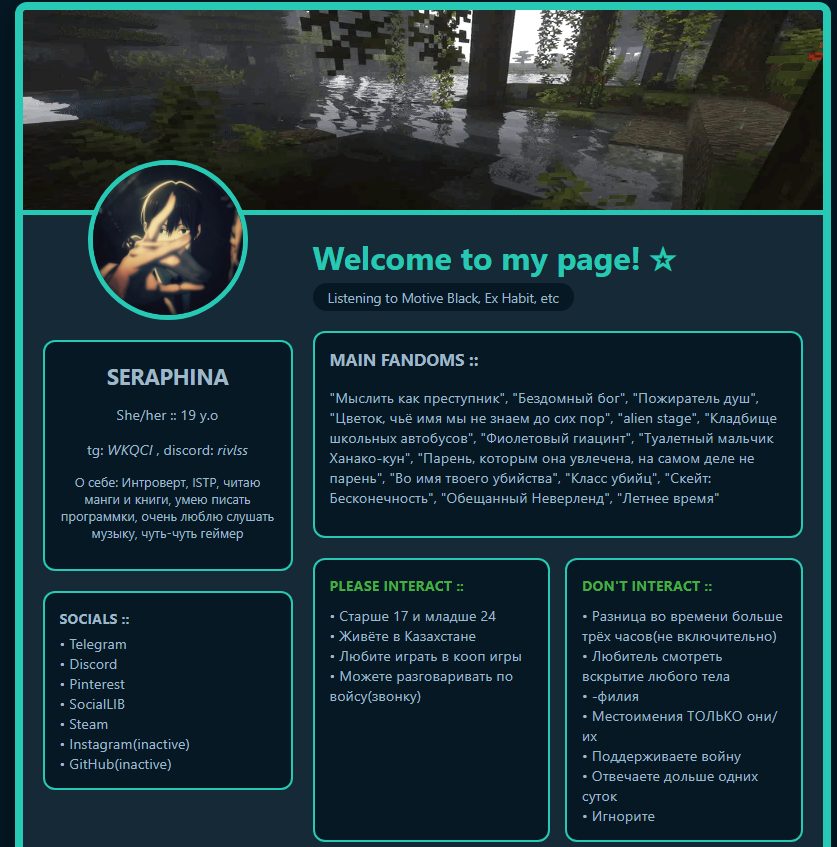 Welcome to my page! ☆
Listening to Motive Black, Ex Habit, etc
SERAPHINA
She/her :: 19 y.o
tg: WKQCI , discord: rivlss
О себе: Интроверт, ISTP, читаю
манги и книги, умею писать
программки, очень люблю слушать
музыку, чуть-чуть геймер
SOCIALS ::
• Telegram
• Discord
• Pinterest
• SocialLIB
• Steam
• Instagram(inactive)
• GitHub(inactive)
MAIN FANDOMS ::
"Мыслить как преступник", "Бездомный бог", "Пожиратель душ",
"Цветок, чьё имя мы не знаем до сих пор", "alien stage", "Кладбище
школьных автобусов", "Фиолетовый гиацинт", "Туалетный мальчик
Ханако-кун", "Парень, которым она увлечена, на самом деле не
парень", "Во имя твоего убийства", "Класс убийц", "Скейт:
Бесконечность", "Обещанный Неверленд", "Летнее время"
PLEASE INTERACT ::
• Старше 17 и младше 24
• Живёте в Казахстане
• Любите играть в кооп игры
• Можете разговаривать по
войсу(звонку)
DON'T INTERACT ::
• Разница во времени больше
трёх часов(не включительно)
• Любитель смотреть
вскрытие любого тела
• -филия
• Местоимения ТОЛЬКО они/
их
• Поддерживаете войну
• Отвечаете дольше одних
суток
• Игнорите